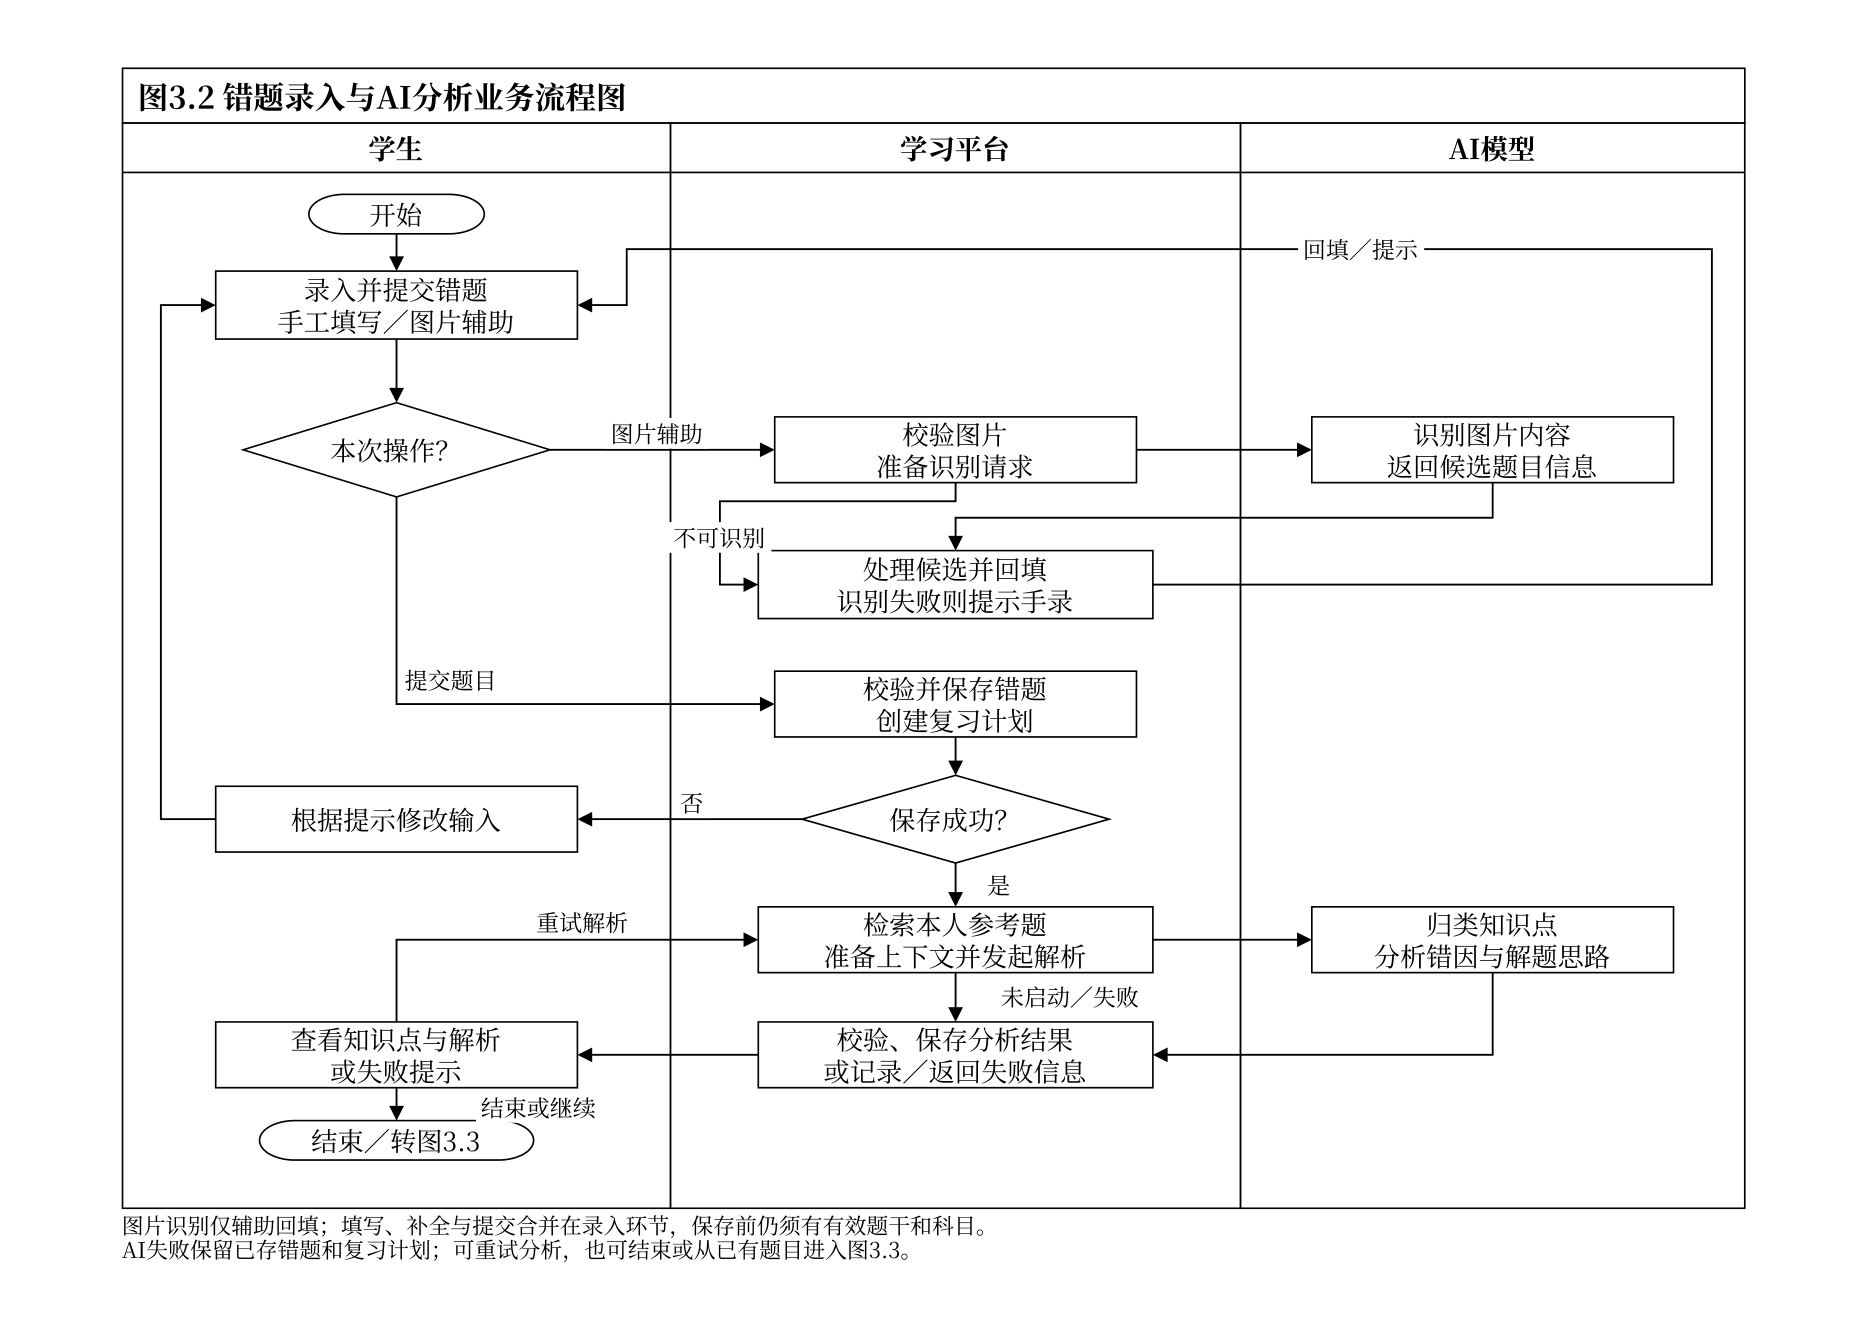 图3.2 错题录入与AI分析业务流程图
学生
学习平台
AI模型
开始
回填／提示
录入并提交错题
手工填写／图片辅助
本次操作？
图片辅助
校验图片
准备识别请求
识别图片内容
返回候选题目信息
不可识别
处理候选并回填
识别失败则提示手录
提交题目
校验并保存错题
创建复习计划
根据提示修改输入
否
保存成功？
是
重试解析
检索本人参考题
准备上下文并发起解析
归类知识点
分析错因与解题思路
未启动／失败
查看知识点与解析
或失败提示
校验、保存分析结果
或记录／返回失败信息
结束或继续
结束／转图3.3
图片识别仅辅助回填；填写、补全与提交合并在录入环节，保存前仍须有有效题干和科目。
AI失败保留已存错题和复习计划；可重试分析，也可结束或从已有题目进入图3.3。